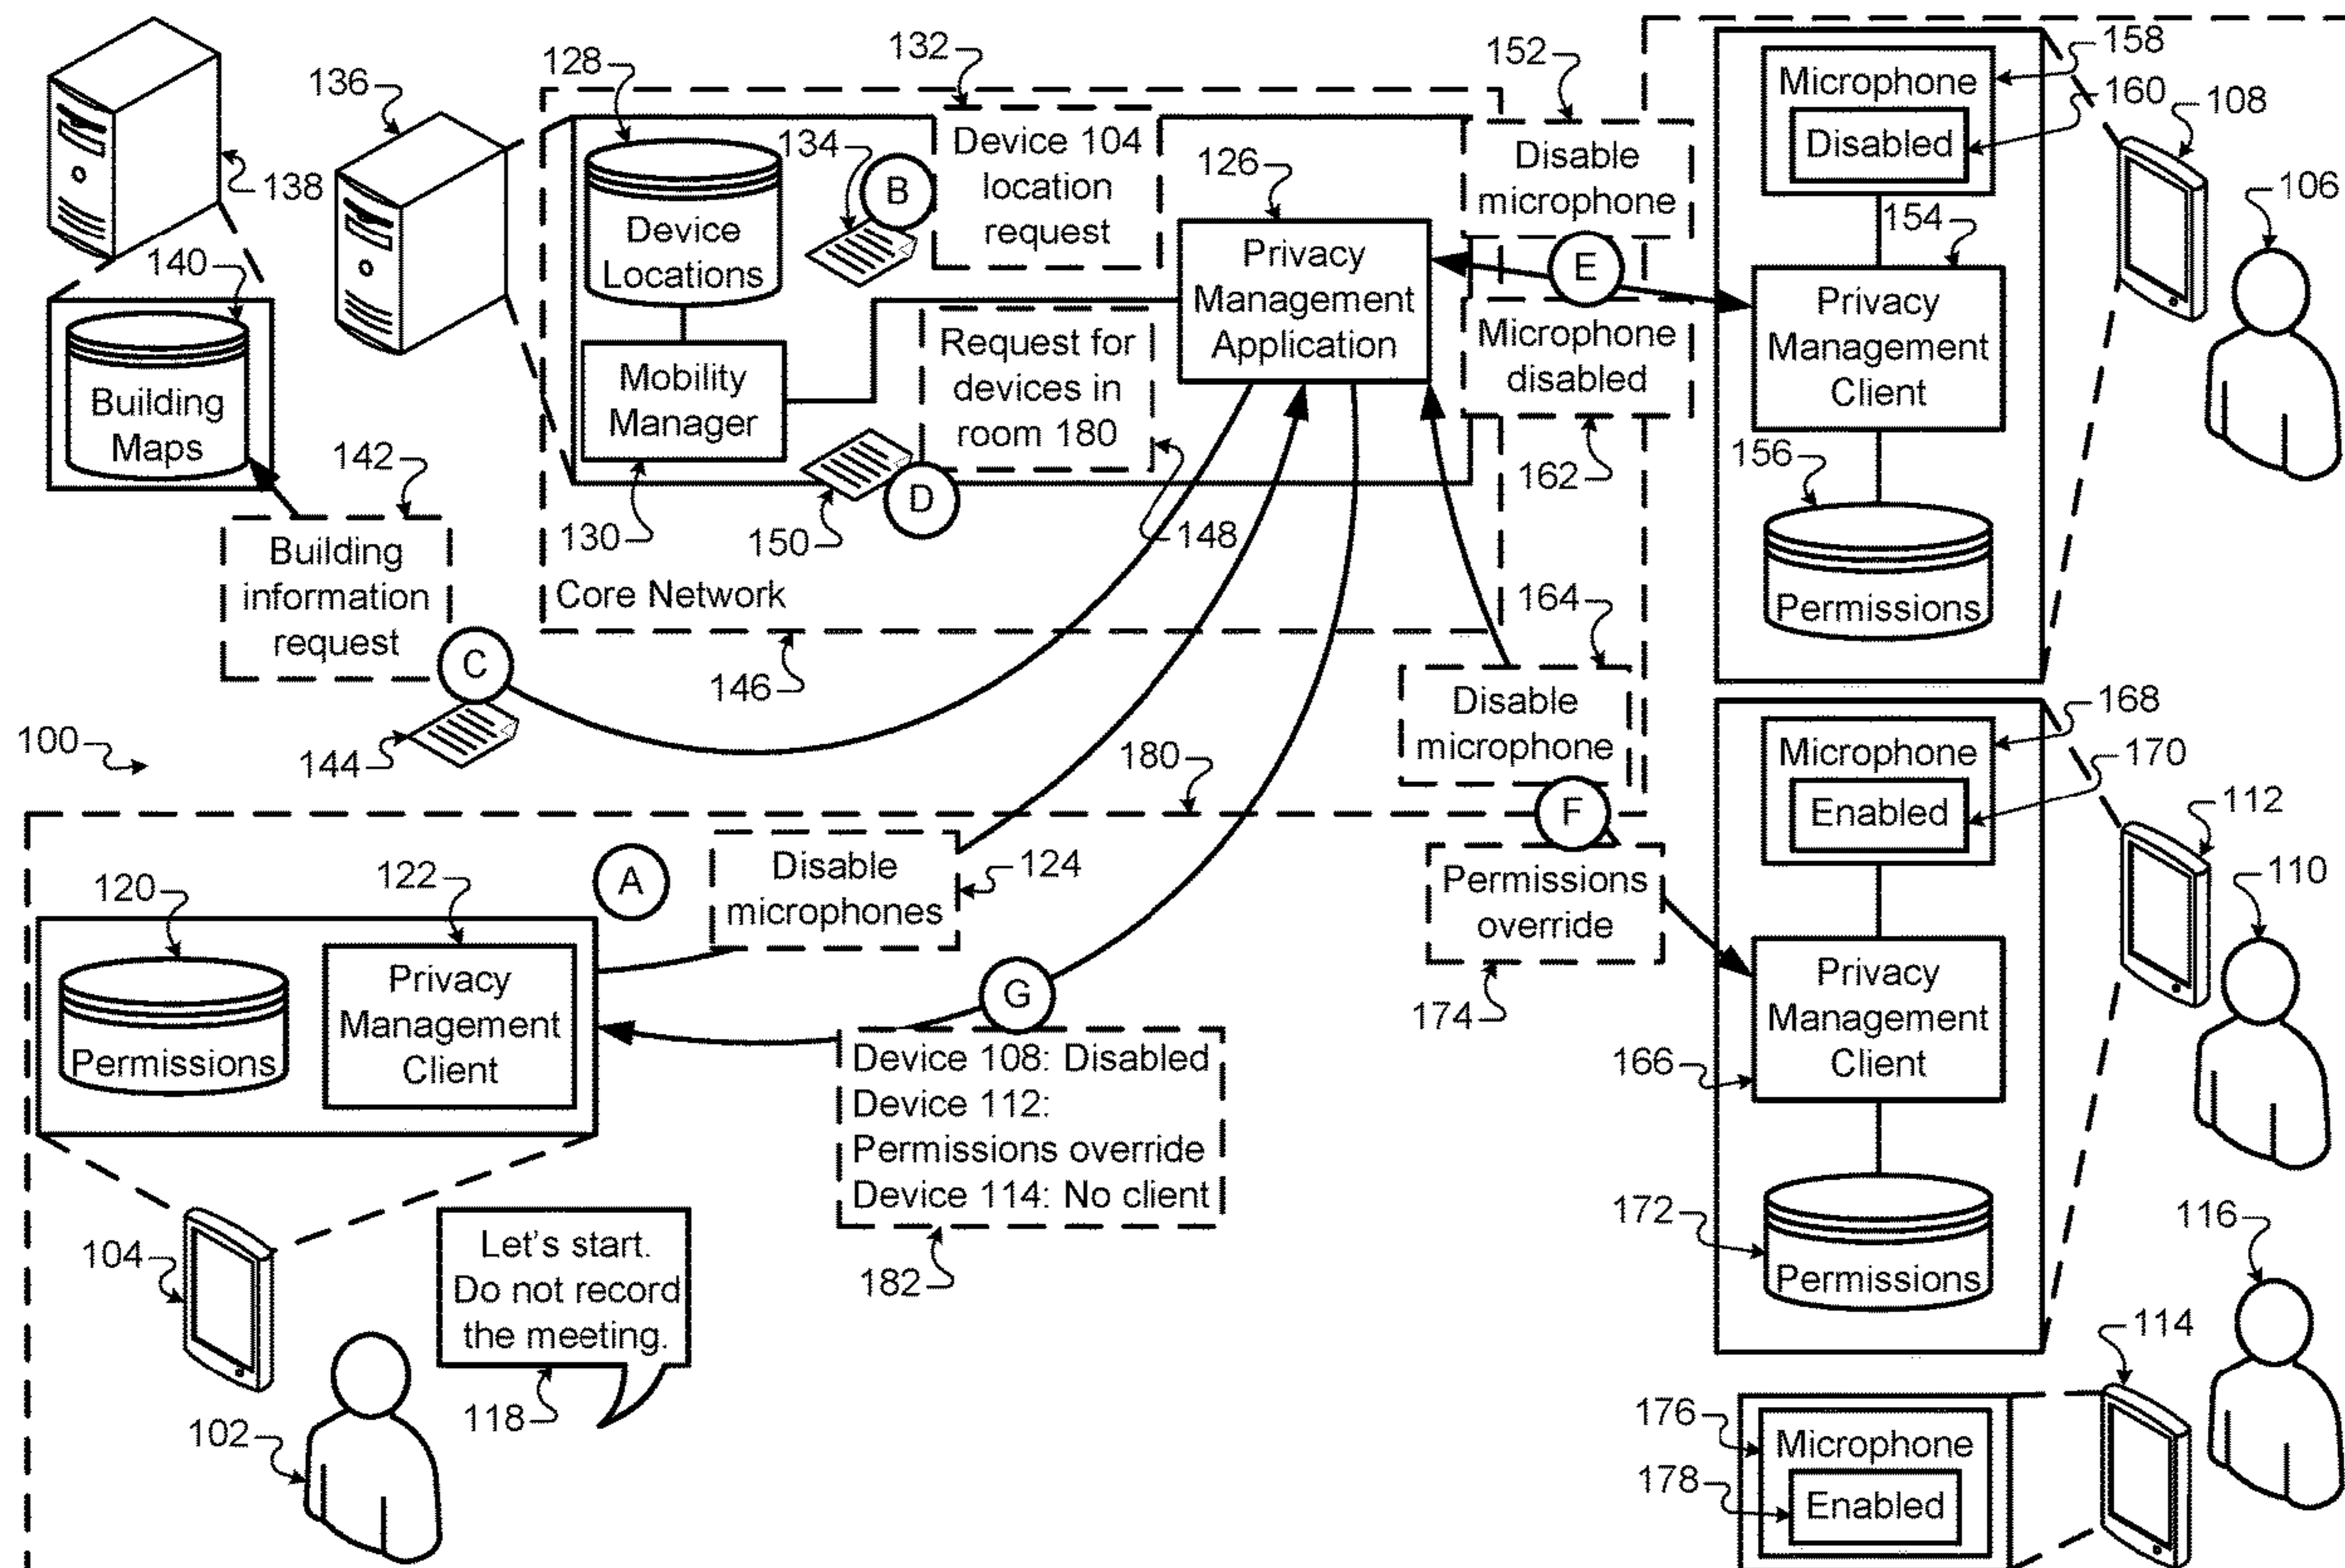 138
136
128
132
134
B
Device 104
location
request
126
Device
Locations
Privacy
Management
Application
152
Disable
microphone
E
Microphone
disabled
162
158
Microphone
160
Disabled
108
106
154
Privacy
Management
Client
156
Permissions
140
Building
Maps
142
Building
information
request
C
144
Mobility
Manager
130
Request for
devices in
room 180
150
D
148
Core Network
146
164
Disable
microphone
F
Permissions
override
174
168
Microphone
170
Enabled
112
110
Privacy
Management
Client
166
172
Permissions
116
114
176
Microphone
178
Enabled
100
180
A
Disable
microphones
124
120
122
Permissions
Privacy
Management
Client
G
Device 108: Disabled
Device 112:
Permissions override
Device 114: No client
182
104
102
Let's start.
Do not record
the meeting.
118